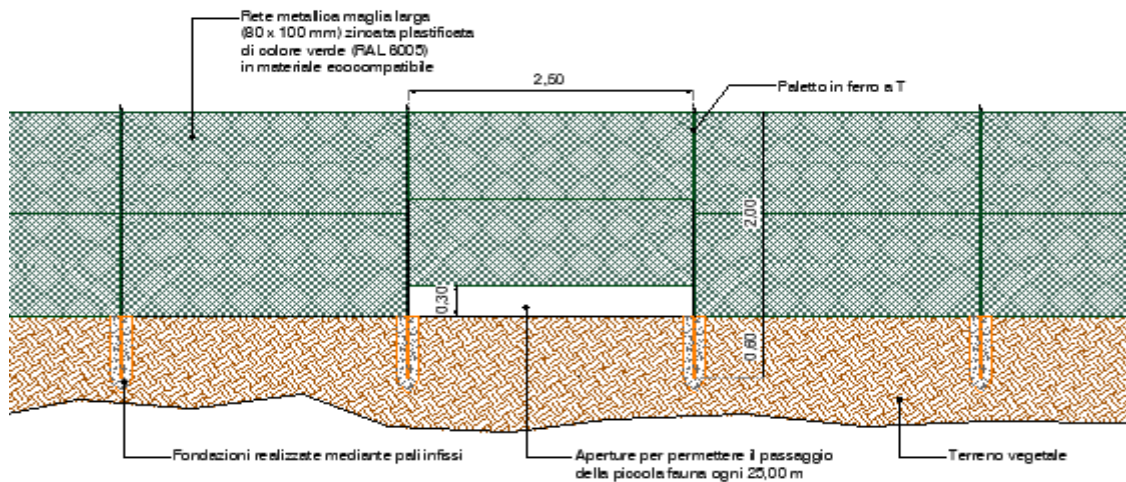 Rete metallica maglia larga
(80 x 100 mm) zincata plastificata
di colore verde (RAL 6005)
in materiale ecocompatibile
2,50
Paletto in ferro a T
2,00
0,30
0,60
Fondazioni realizzate mediante pali infissi
Aperture per permettere il passaggio
della piccola fauna ogni 25,00 m
Terreno vegetale